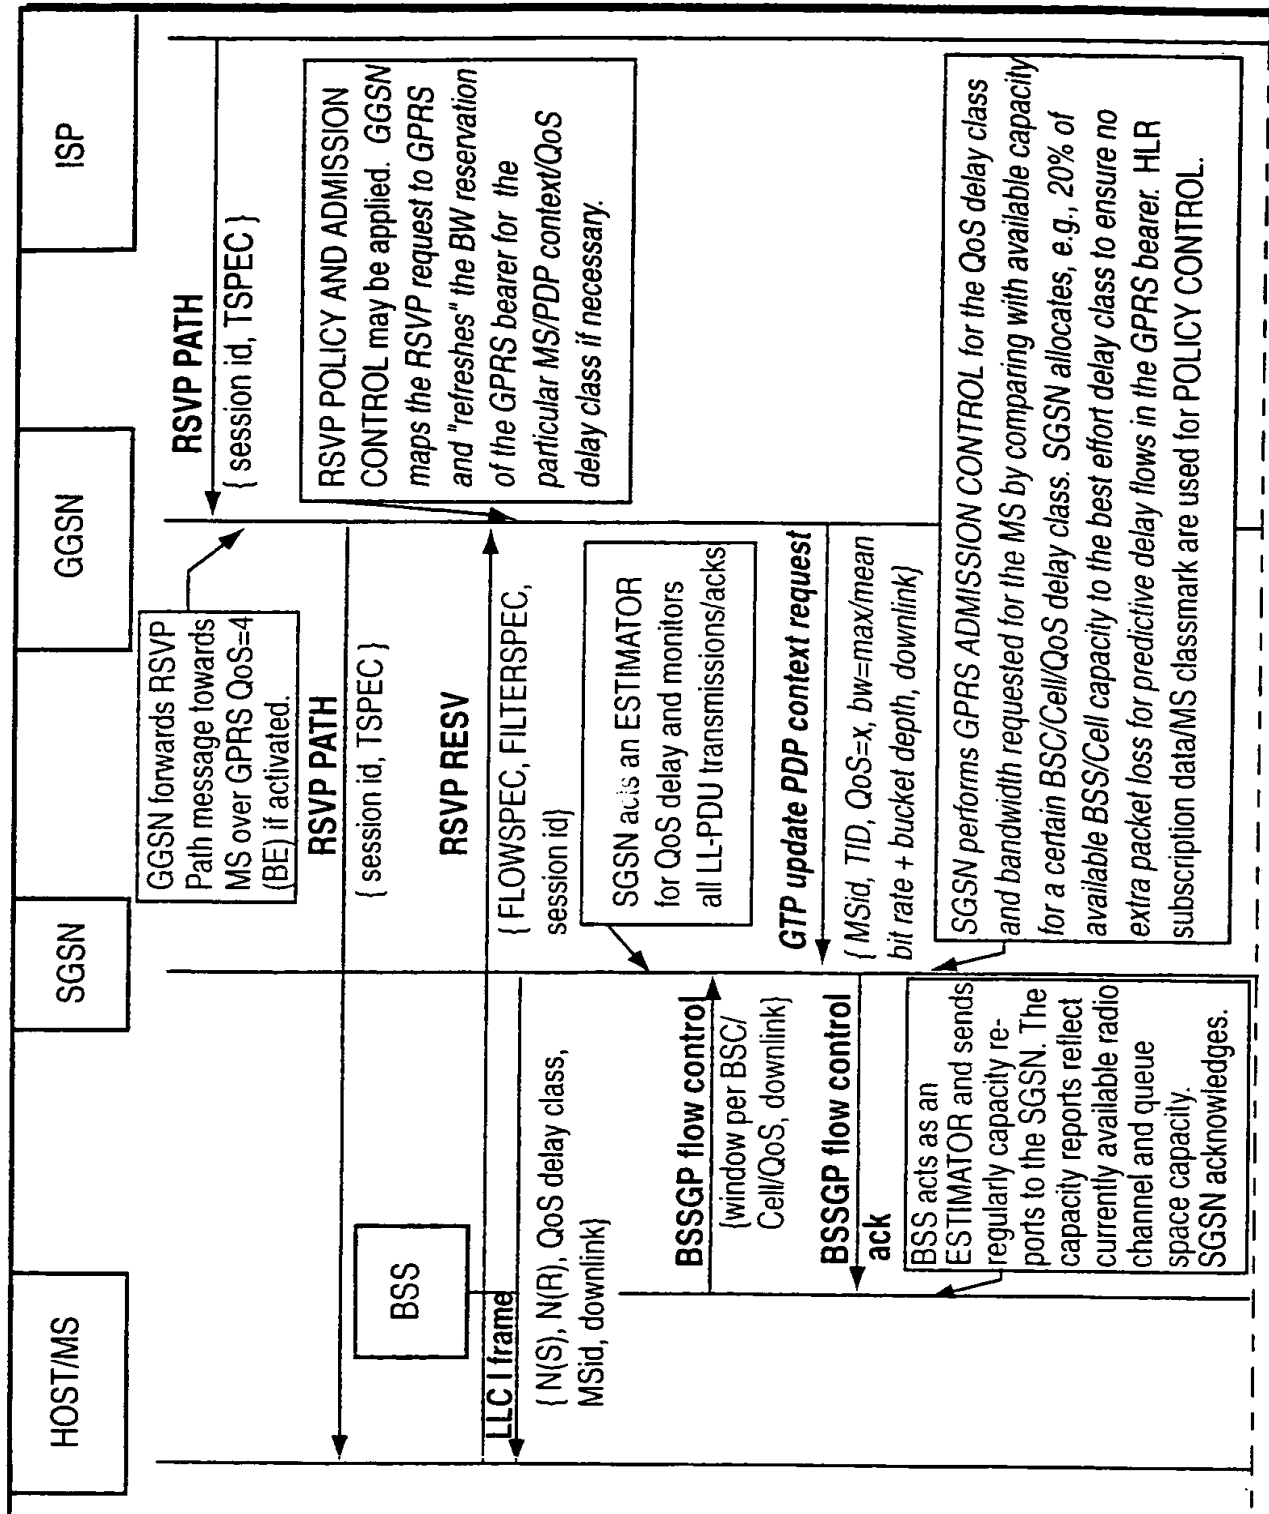 HOST/MS
SGSN
GGSN
ISP
RSVP PATH
{ session id, TSPEC }
GGSN forwards RSVP
Path message towards
MS over GPRS QoS=4
(BE) if activated.
RSVP PATH
{ session id, TSPEC }
RSVP POLICY AND ADMISSION
CONTROL may be applied. GGSN
maps the RSVP request to GPRS
and "refreshes" the BW reservation
of the GPRS bearer for the
particular MS/PDP context/QoS
delay class if necessary.
BSS
RSVP RESV
{ FLOWSPEC, FILTERSPEC,
session id}
LLC I frame
{ N(S), N(R), QoS delay class,
MSid, downlink}
SGSN acts an ESTIMATOR
for QoS delay and monitors
all LL-PDU transmissions/acks
BSSGP flow control
{window per BSC/
Cell/QoS, downlink}
GTP update PDP context request
{ MSid, TID, QoS=x, bw=max/mean
bit rate + bucket depth, downlink}
BSSGP flow control
ack
BSS acts as an
ESTIMATOR and sends
regularly capacity re-
ports to the SGSN. The
capacity reports reflect
currently available radio
channel and queue
space capacity.
SGSN acknowledges.
SGSN performs GPRS ADMISSION CONTROL for the QoS delay class
and bandwidth requested for the MS by comparing with available capacity
for a certain BSC/Cell/QoS delay class. SGSN allocates, e.g., 20% of
available BSS/Cell capacity to the best effort delay class to ensure no
extra packet loss for predictive delay flows in the GPRS bearer. HLR
subscription data/MS classmark are used for POLICY CONTROL.